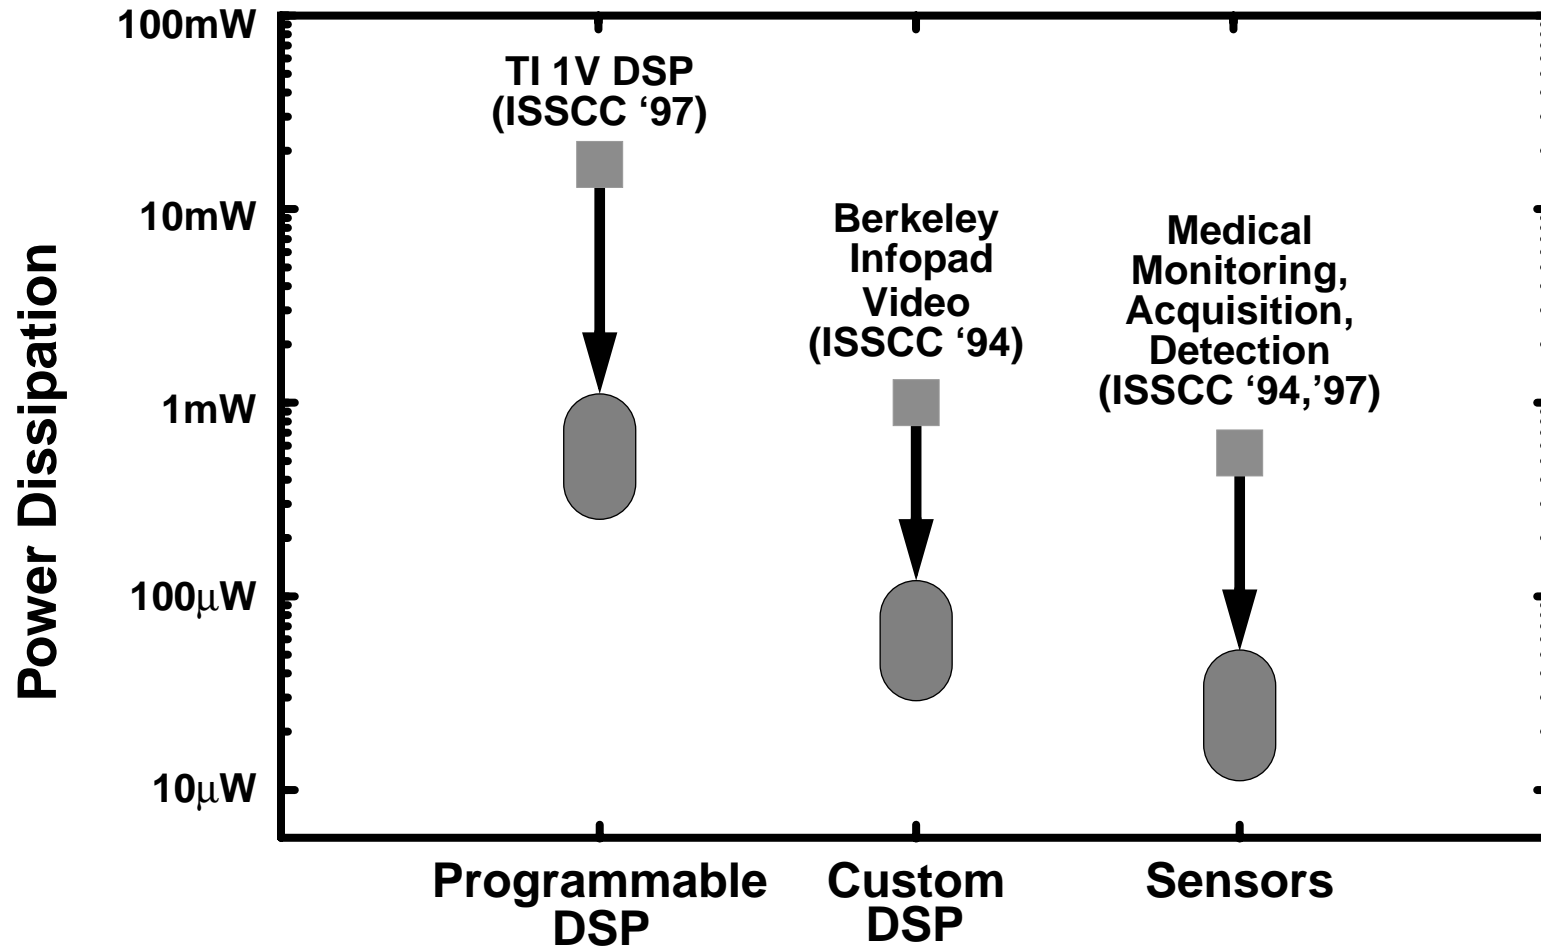 100mW
10mW
1mW
100μW
10μW
Power Dissipation
TI 1V DSP
(ISSCC ‘97)
Berkeley
Infopad
Video
(ISSCC ‘94)
Medical
Monitoring,
Acquisition,
Detection
(ISSCC ‘94,’97)
Programmable
DSP
Custom
DSP
Sensors